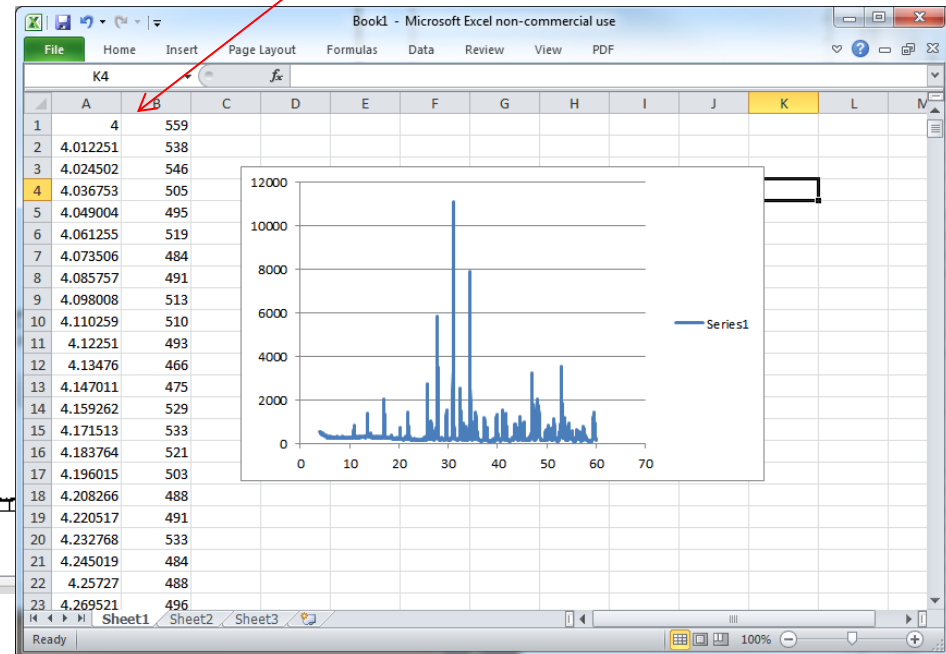 Book1 - Microsoft Excel non-commercial use
File Home Insert Page Layout Formulas Data Review View PDF
K4 fx
A B C D E F G H I J K L M
1 4 559
2 4.012251 538
3 4.024502 546
4 4.036753 505
5 4.049004 495
6 4.061255 519
7 4.073506 484
8 4.085757 491
9 4.098008 513
10 4.110259 510
11 4.12251 493
12 4.13476 466
13 4.147011 475
14 4.159262 529
15 4.171513 533
16 4.183764 521
17 4.196015 503
18 4.208266 488
19 4.220517 491
20 4.232768 533
21 4.245019 484
22 4.25727 488
23 4.269521 496
12000
10000
8000
6000
4000
2000
0
0 10 20 30 40 50 60 70
Series1
Sheet1 Sheet2 Sheet3
Ready 100%